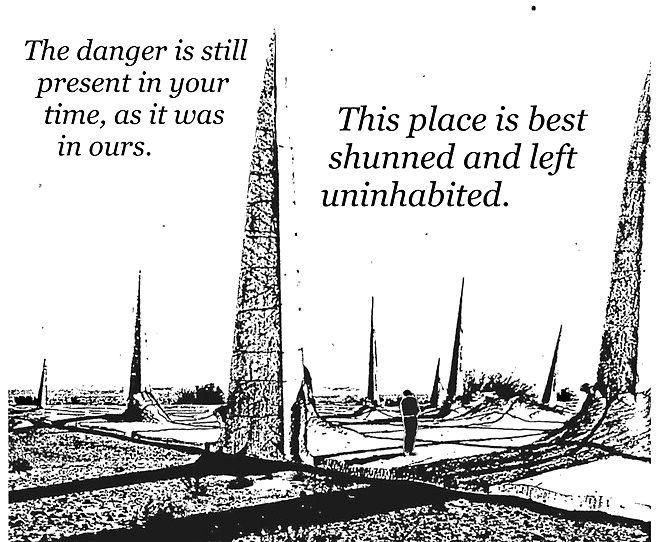 The danger is still
present in your
time, as it was
in ours.
This place is best
shunned and left
uninhabited.